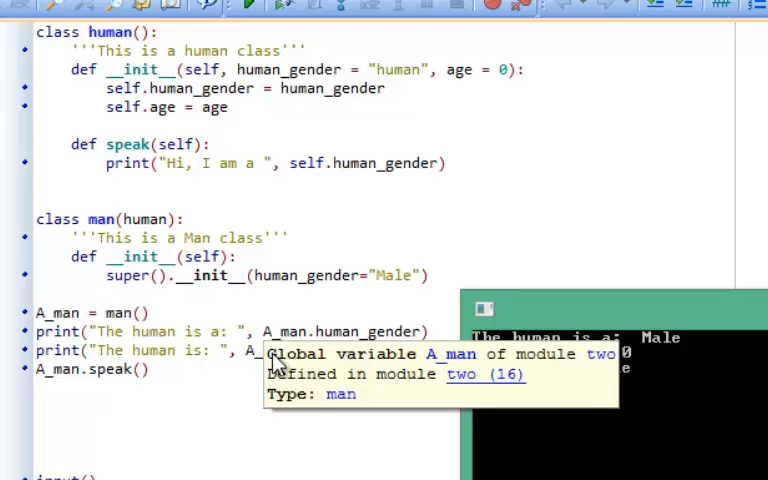 class human():
'''This is a human class'''
def __init__(self, human_gender = "human", age = 0):
self.human_gender = human_gender
self.age = age
def speak(self):
print("Hi, I am a ", self.human_gender)
class man(human):
'''This is a Man class'''
def __init__(self):
super().__init__(human_gender="Male")
A_man = man()
print("The human is a: ", A_man.human_gender)
print("The human is: ", A_
A_man.speak()
The human is a:  Male
0
Global variable A_man of module two
Defined in module two (16)
Type: man
input()